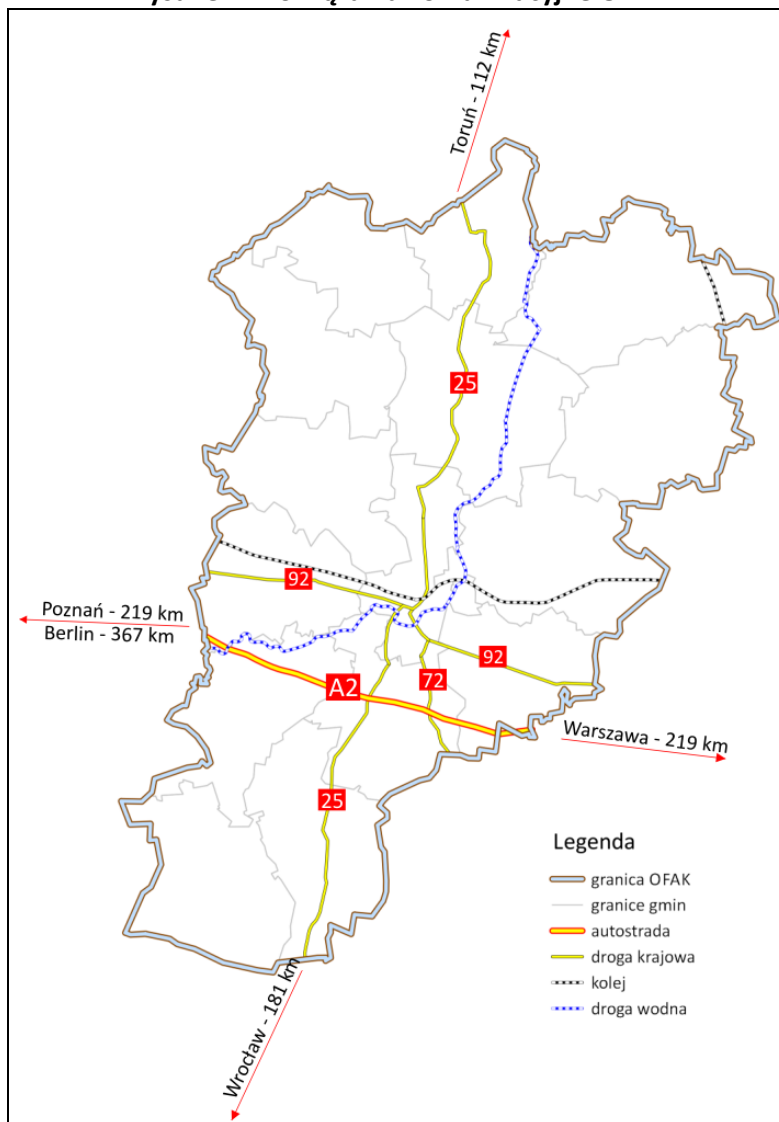 Toruń - 112 km
25
92
Poznań - 219 km
Berlin - 367 km
A2
72
92
Warszawa - 219 km
25
Wrocław - 181 km
Legenda
granica OFAK
granice gmin
autostrada
droga krajowa
kolej
droga wodna